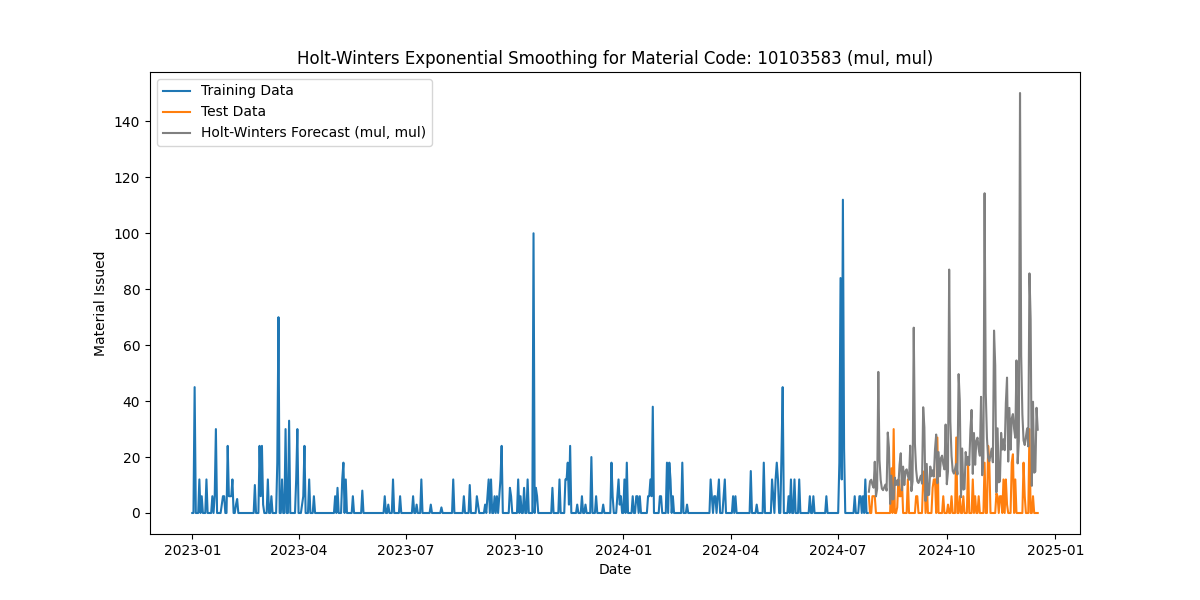 Holt-Winters Exponential Smoothing for Material Code: 10103583 (mul, mul)
Training Data
Test Data
Holt-Winters Forecast (mul, mul)
Material Issued
140
120
100
80
60
40
20
0
2023-01
2023-04
2023-07
2023-10
2024-01
2024-04
2024-07
2024-10
2025-01
Date